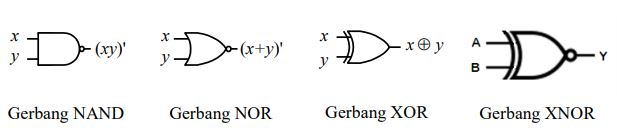 x
y
(xy)'
x
y
(x+y)'
x
y
x ⊕ y
A
B
Y
Gerbang NAND
Gerbang NOR
Gerbang XOR
Gerbang XNOR